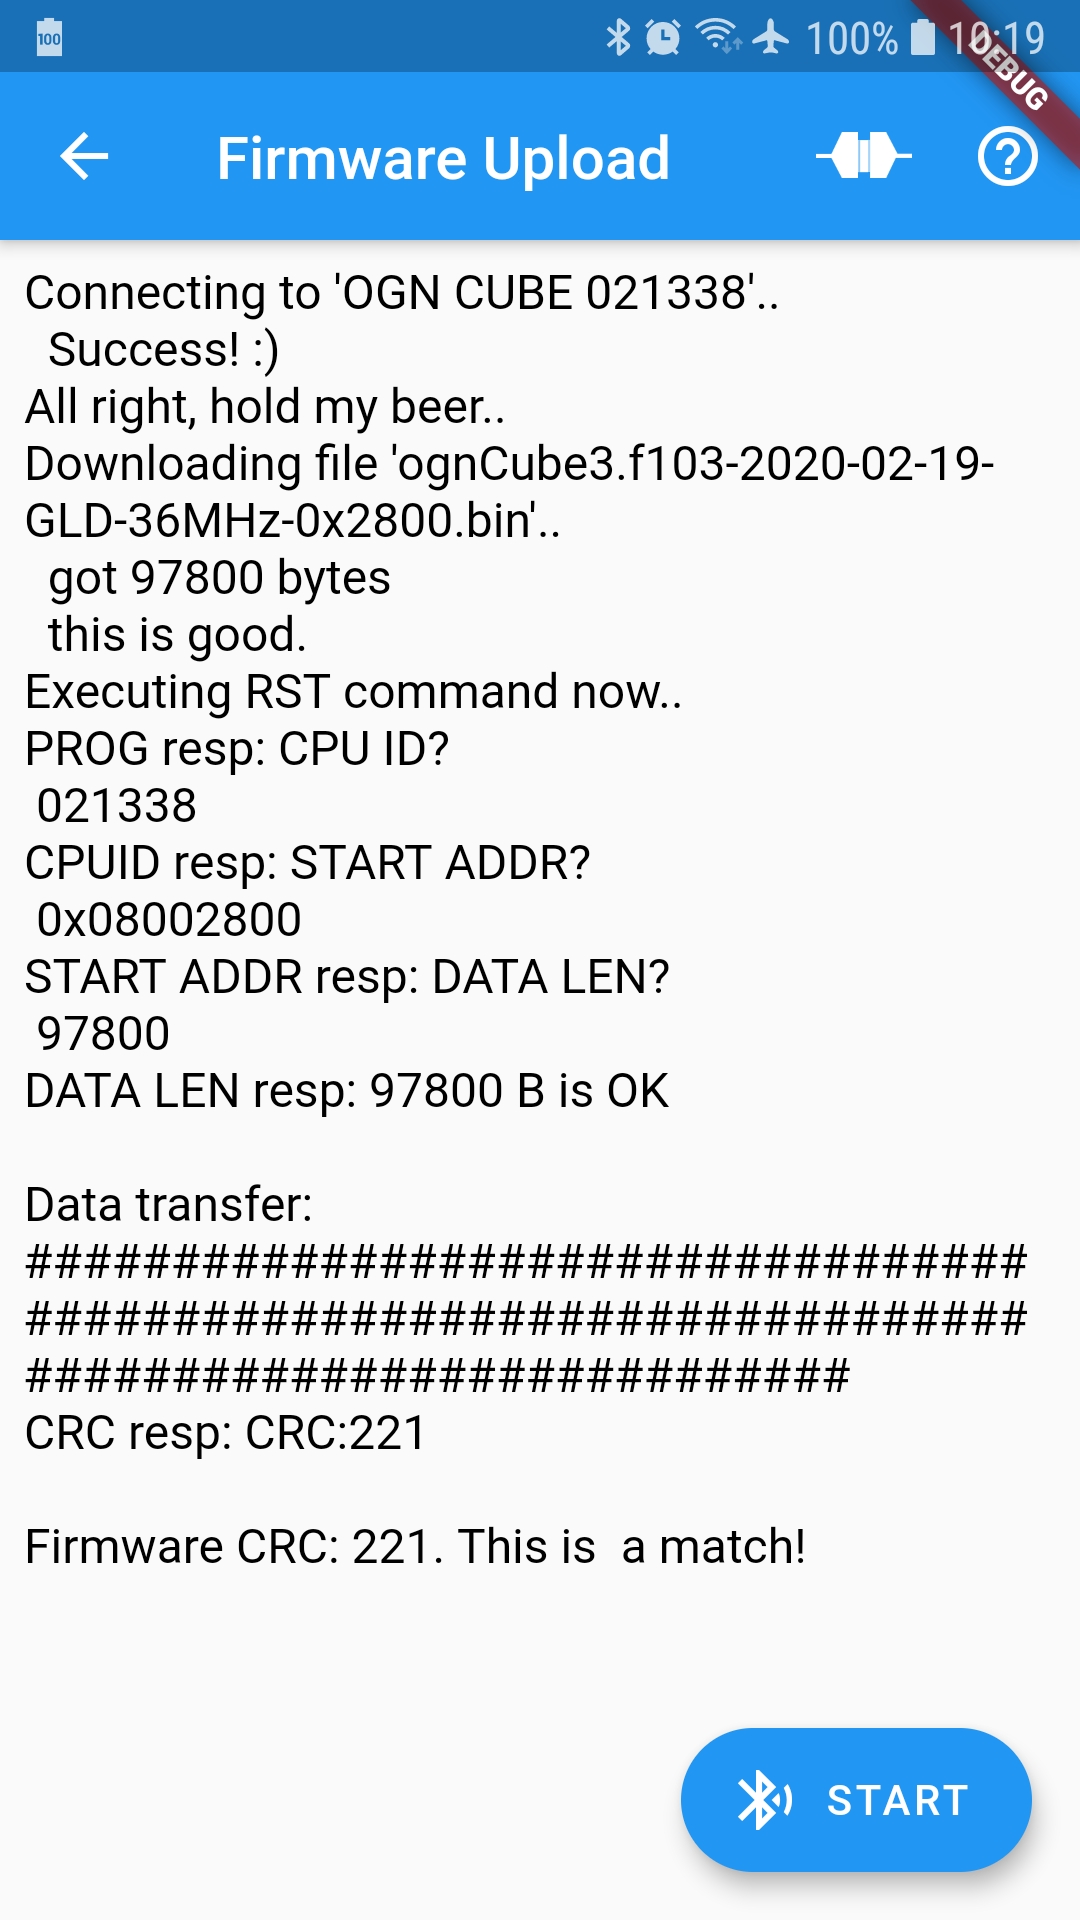 100
100% 10:19
DEBUG
Firmware Upload
Connecting to 'OGN CUBE 021338'..
Success! :)
All right, hold my beer..
Downloading file 'ognCube3.f103-2020-02-19-
GLD-36MHz-0x2800.bin'..
got 97800 bytes
this is good.
Executing RST command now..
PROG resp: CPU ID?
021338
CPUID resp: START ADDR?
0x08002800
START ADDR resp: DATA LEN?
97800
DATA LEN resp: 97800 B is OK
Data transfer:
##################################
##################################
############################
CRC resp: CRC:221
Firmware CRC: 221. This is  a match!
START